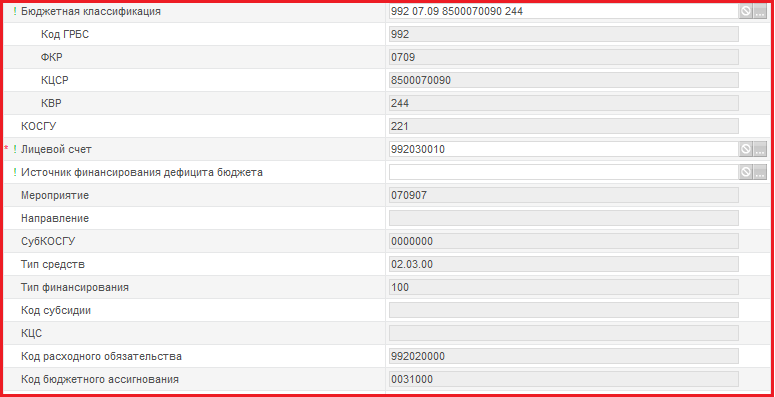 ! Бюджетная классификация 992 07.09 8500070090 244 ...
Код ГРБС 992
ФКР 0709
КЦСР 8500070090
КВР 244
КОСГУ 221
* ! Лицевой счет 992030010 ...
! Источник финансирования дефицита бюджета ...
Мероприятие 070907
Направление
СубКОСГУ 0000000
Тип средств 02.03.00
Тип финансирования 100
Код субсидии
КЦС
Код расходного обязательства 992020000
Код бюджетного ассигнования 0031000